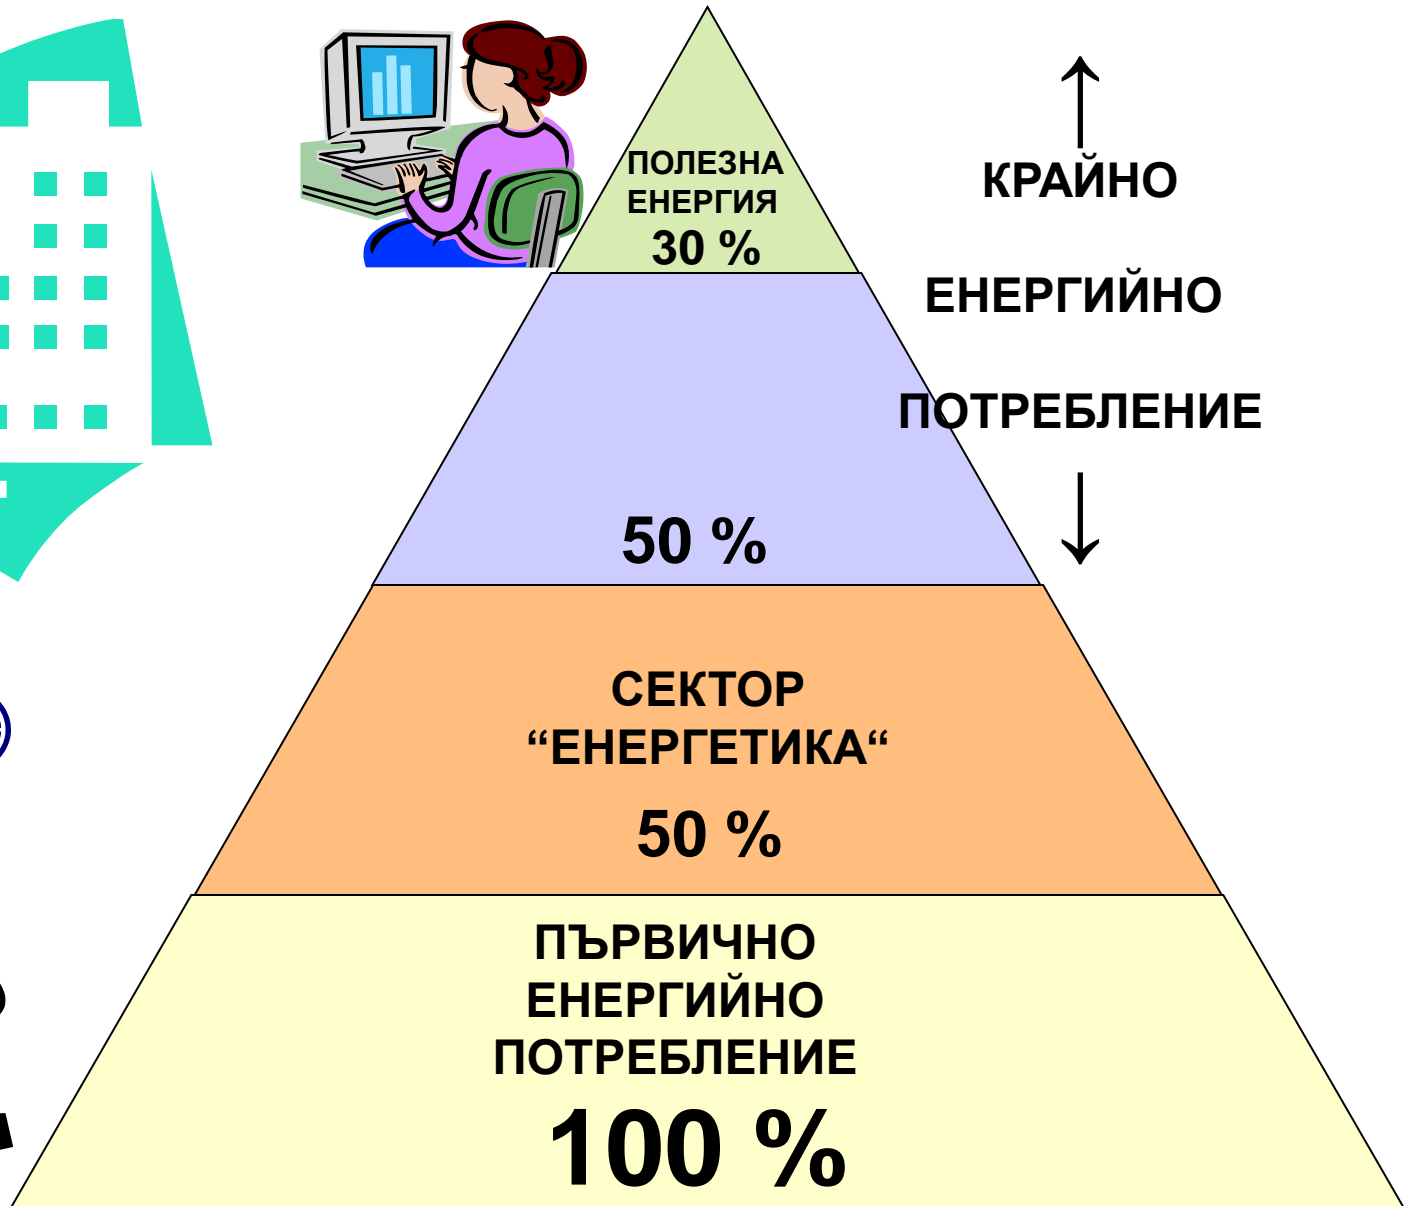 ПОЛЕЗНА
ЕНЕРГИЯ
30 %
КРАЙНО
ЕНЕРГИЙНО
ПОТРЕБЛЕНИЕ
50 %
СЕКТОР
“ЕНЕРГЕТИКА“
50 %
ПЪРВИЧНО
ЕНЕРГИЙНО
ПОТРЕБЛЕНИЕ
100 %